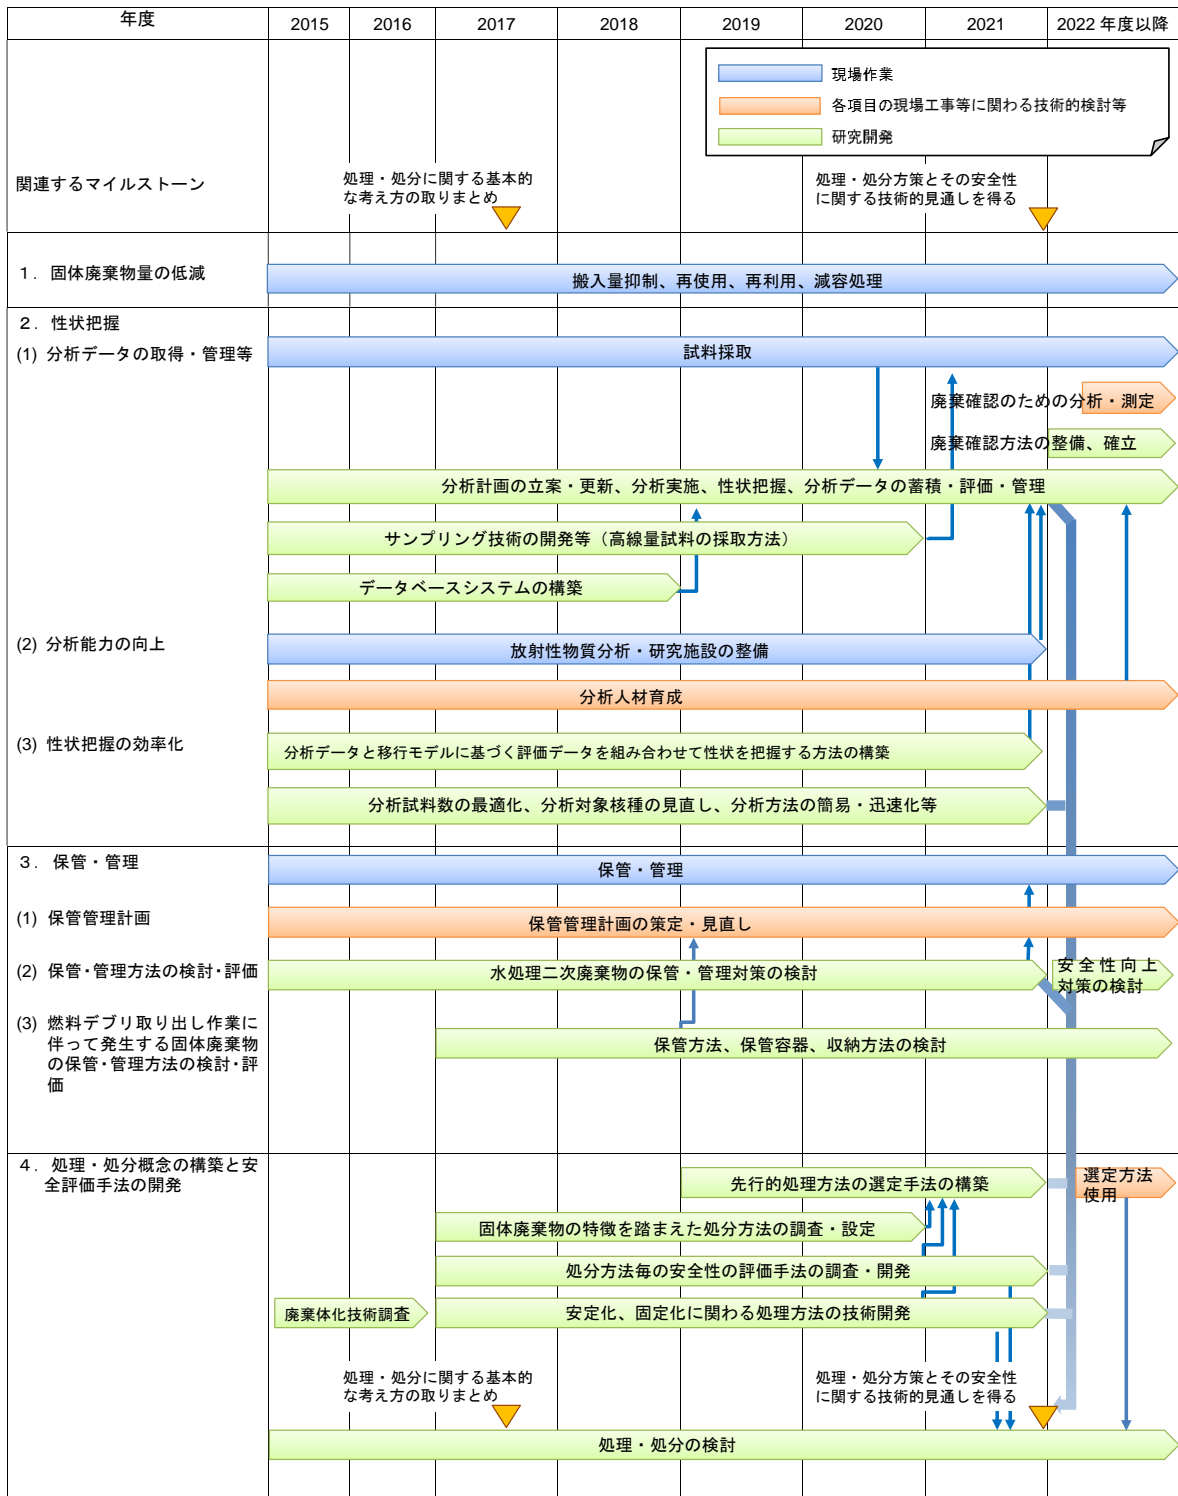 年度
2015
2016
2017
2018
2019
2020
2021
2022 年度以降
現場作業
各項目の現場工事等に関わる技術的検討等
研究開発
関連するマイルストーン
処理・処分に関する基本的
な考え方の取りまとめ
処理・処分方策とその安全性
に関する技術的見通しを得る
１．固体廃棄物量の低減
搬入量抑制、再使用、再利用、減容処理
２．性状把握
(1) 分析データの取得・管理等
試料採取
廃棄確認のための分析・測定
廃棄確認方法の整備、確立
分析計画の立案・更新、分析実施、性状把握、分析データの蓄積・評価・管理
サンプリング技術の開発等（高線量試料の採取方法）
データベースシステムの構築
(2) 分析能力の向上
放射性物質分析・研究施設の整備
分析人材育成
(3) 性状把握の効率化
分析データと移行モデルに基づく評価データを組み合わせて性状を把握する方法の構築
分析試料数の最適化、分析対象核種の見直し、分析方法の簡易・迅速化等
３．保管・管理
保管・管理
(1) 保管管理計画
保管管理計画の策定・見直し
(2) 保管・管理方法の検討・評価
水処理二次廃棄物の保管・管理対策の検討
安全性向上
対策の検討
(3) 燃料デブリ取り出し作業に
伴って発生する固体廃棄物
の保管・管理方法の検討・評
価
保管方法、保管容器、収納方法の検討
４．処理・処分概念の構築と安
全評価手法の開発
先行的処理方法の選定手法の構築
選定方法
使用
固体廃棄物の特徴を踏まえた処分方法の調査・設定
処分方法毎の安全性の評価手法の調査・開発
廃棄体化技術調査
安定化、固定化に関わる処理方法の技術開発
処理・処分に関する基本的
な考え方の取りまとめ
処理・処分方策とその安全性
に関する技術的見通しを得る
処理・処分の検討